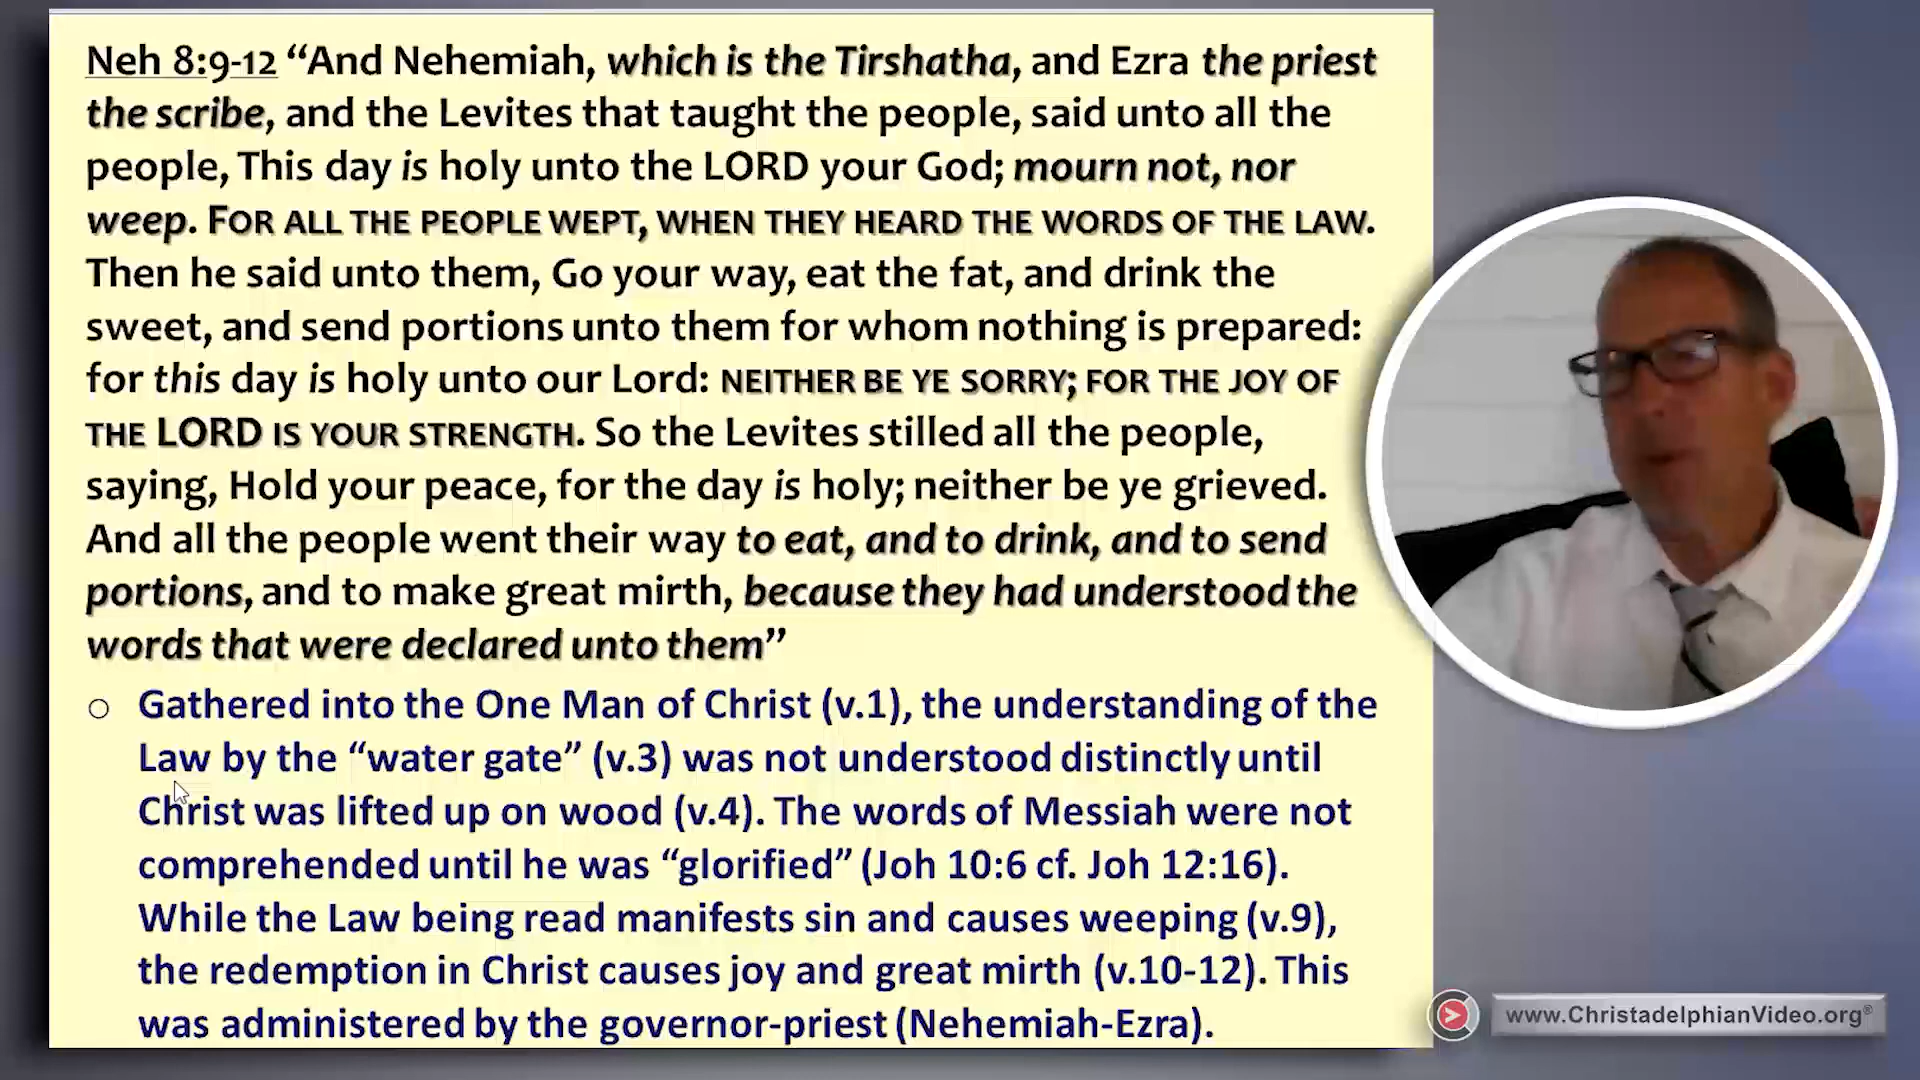 Neh 8:9-12 “And Nehemiah, which is the Tirshatha, and Ezra the priest
the scribe, and the Levites that taught the people, said unto all the
people, This day is holy unto the LORD your God; mourn not, nor
weep. FOR ALL THE PEOPLE WEPT, WHEN THEY HEARD THE WORDS OF THE LAW.
Then he said unto them, Go your way, eat the fat, and drink the
sweet, and send portions unto them for whom nothing is prepared:
for this day is holy unto our Lord: NEITHER BE YE SORRY; FOR THE JOY OF
THE LORD IS YOUR STRENGTH. So the Levites stilled all the people,
saying, Hold your peace, for the day is holy; neither be ye grieved.
And all the people went their way to eat, and to drink, and to send
portions, and to make great mirth, because they had understood the
words that were declared unto them”
Gathered into the One Man of Christ (v.1), the understanding of the
Law by the “water gate” (v.3) was not understood distinctly until
Christ was lifted up on wood (v.4). The words of Messiah were not
comprehended until he was “glorified” (Joh 10:6 cf. Joh 12:16).
While the Law being read manifests sin and causes weeping (v.9),
the redemption in Christ causes joy and great mirth (v.10-12). This
was administered by the governor-priest (Nehemiah-Ezra).
www.ChristadelphianVideo.org®